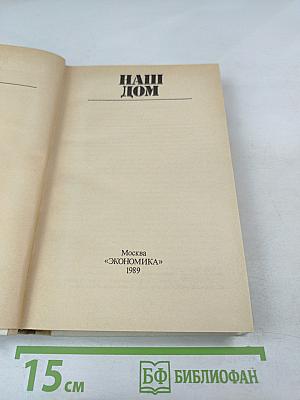 НАШ
ДОМ
Москва
«ЭКОНОМИКА»
1989
15 см
БФ БИБЛИОФАН